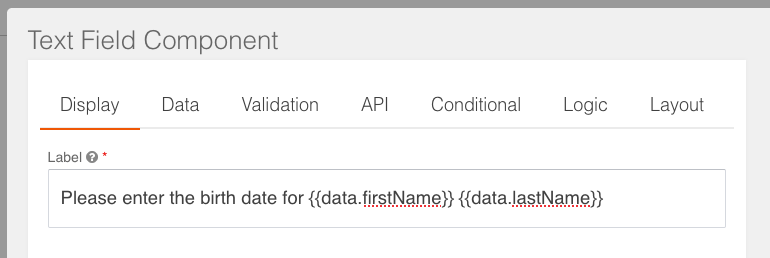 Text Field Component
Display Data Validation API Conditional Logic Layout
Label ? *
Please enter the birth date for {{data.firstName}} {{data.lastName}}